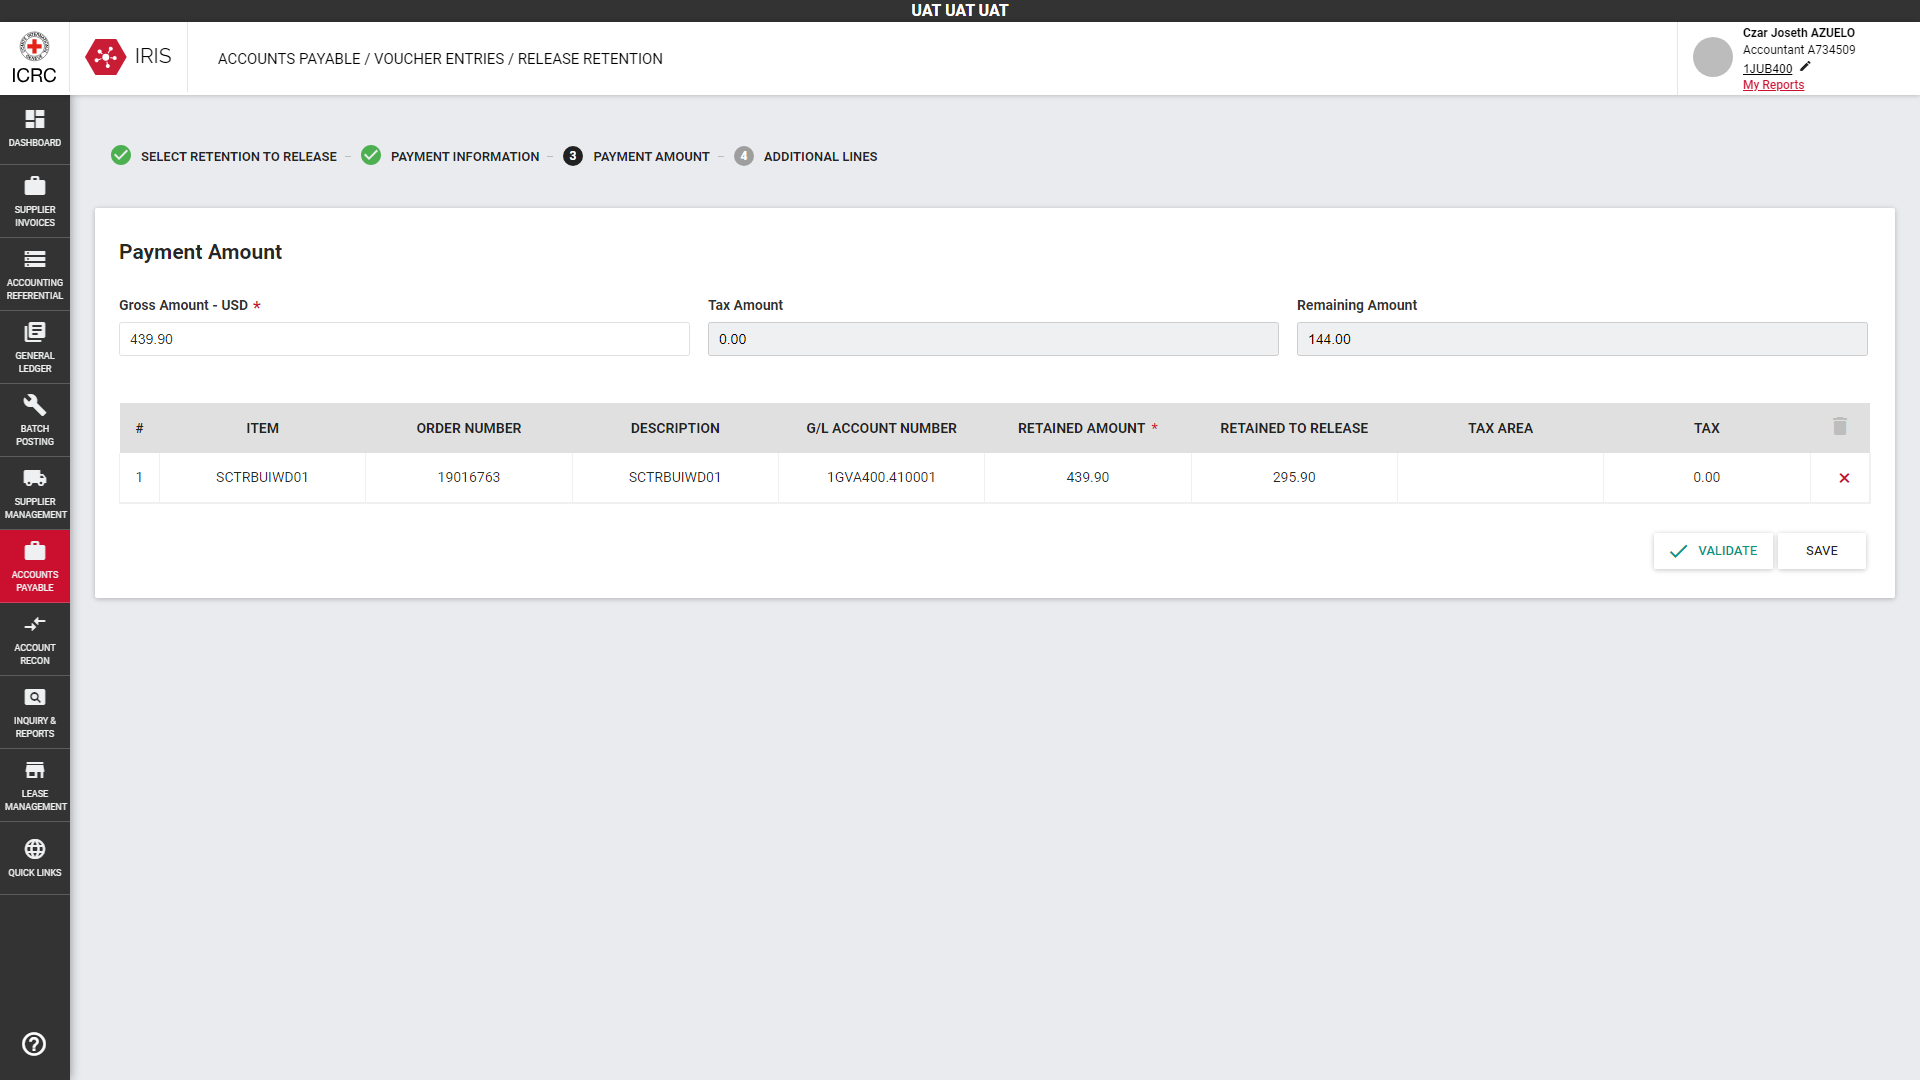 UAT UAT UAT
ICRC
IRIS
ACCOUNTS PAYABLE / VOUCHER ENTRIES / RELEASE RETENTION
Czar Joseth AZUELO
Accountant A734509
1JUB400
My Reports
DASHBOARD
SUPPLIER
INVOICES
ACCOUNTING
REFERENTIAL
GENERAL
LEDGER
BATCH
POSTING
SUPPLIER
MANAGEMENT
ACCOUNTS
PAYABLE
ACCOUNT
RECON
INQUIRY &
REPORTS
LEASE
MANAGEMENT
QUICK LINKS
SELECT RETENTION TO RELEASE – PAYMENT INFORMATION – 3 PAYMENT AMOUNT – 4 ADDITIONAL LINES
Payment Amount
Gross Amount - USD * Tax Amount Remaining Amount
439.90 0.00 144.00
# ITEM ORDER NUMBER DESCRIPTION G/L ACCOUNT NUMBER RETAINED AMOUNT * RETAINED TO RELEASE TAX AREA TAX
1 SCTRBUIWD01 19016763 SCTRBUIWD01 1GVA400.410001 439.90 295.90 0.00
VALIDATE SAVE